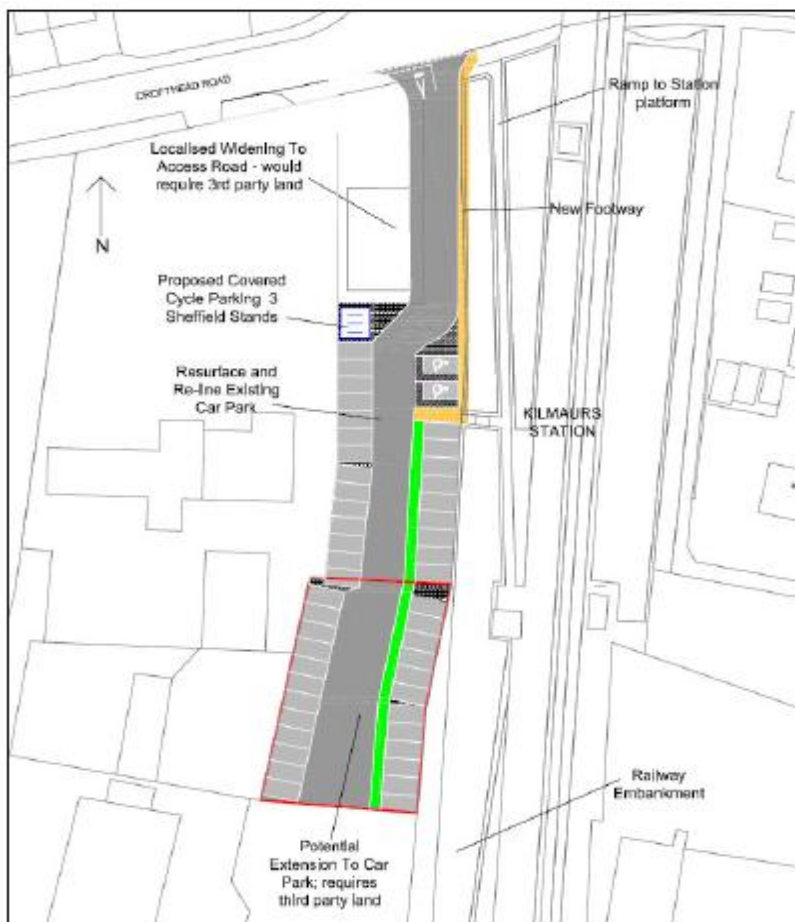 CROFTHEAD ROAD
Ramp to Station
platform
Localised Widening To
Access Road - would
require 3rd party land
N
New Footway
Proposed Covered
Cycle Parking 3
Sheffield Stands
Resurface and
Re-line Existing
Car Park
KILMAURS
STATION
Railway
Embankment
Potential
Extension To Car
Park; requires
third party land